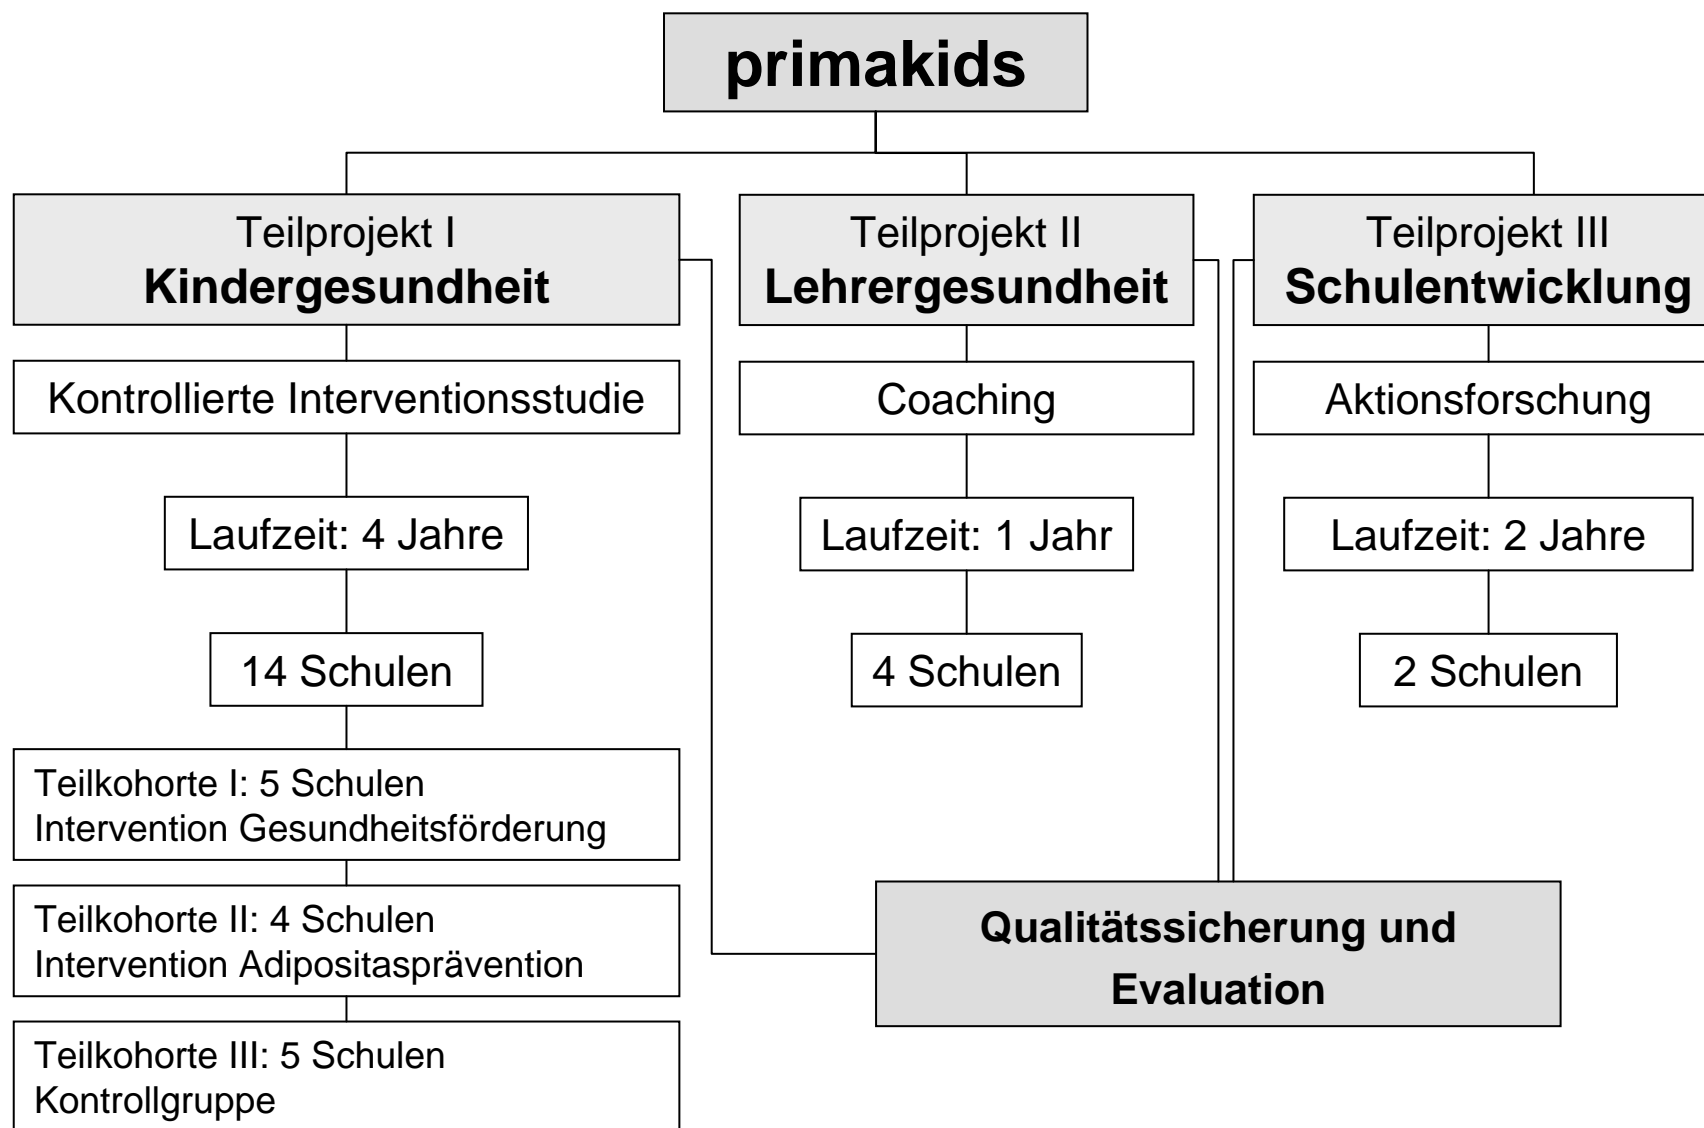 primakids
Teilprojekt I
Kindergesundheit
Kontrollierte Interventionsstudie
Laufzeit: 4 Jahre
14 Schulen
Teilkohorte I: 5 Schulen
Intervention Gesundheitsförderung
Teilkohorte II: 4 Schulen
Intervention Adipositasprävention
Teilkohorte III: 5 Schulen
Kontrollgruppe
Teilprojekt II
Lehrergesundheit
Coaching
Laufzeit: 1 Jahr
4 Schulen
Teilprojekt III
Schulentwicklung
Aktionsforschung
Laufzeit: 2 Jahre
2 Schulen
Qualitätssicherung und
Evaluation